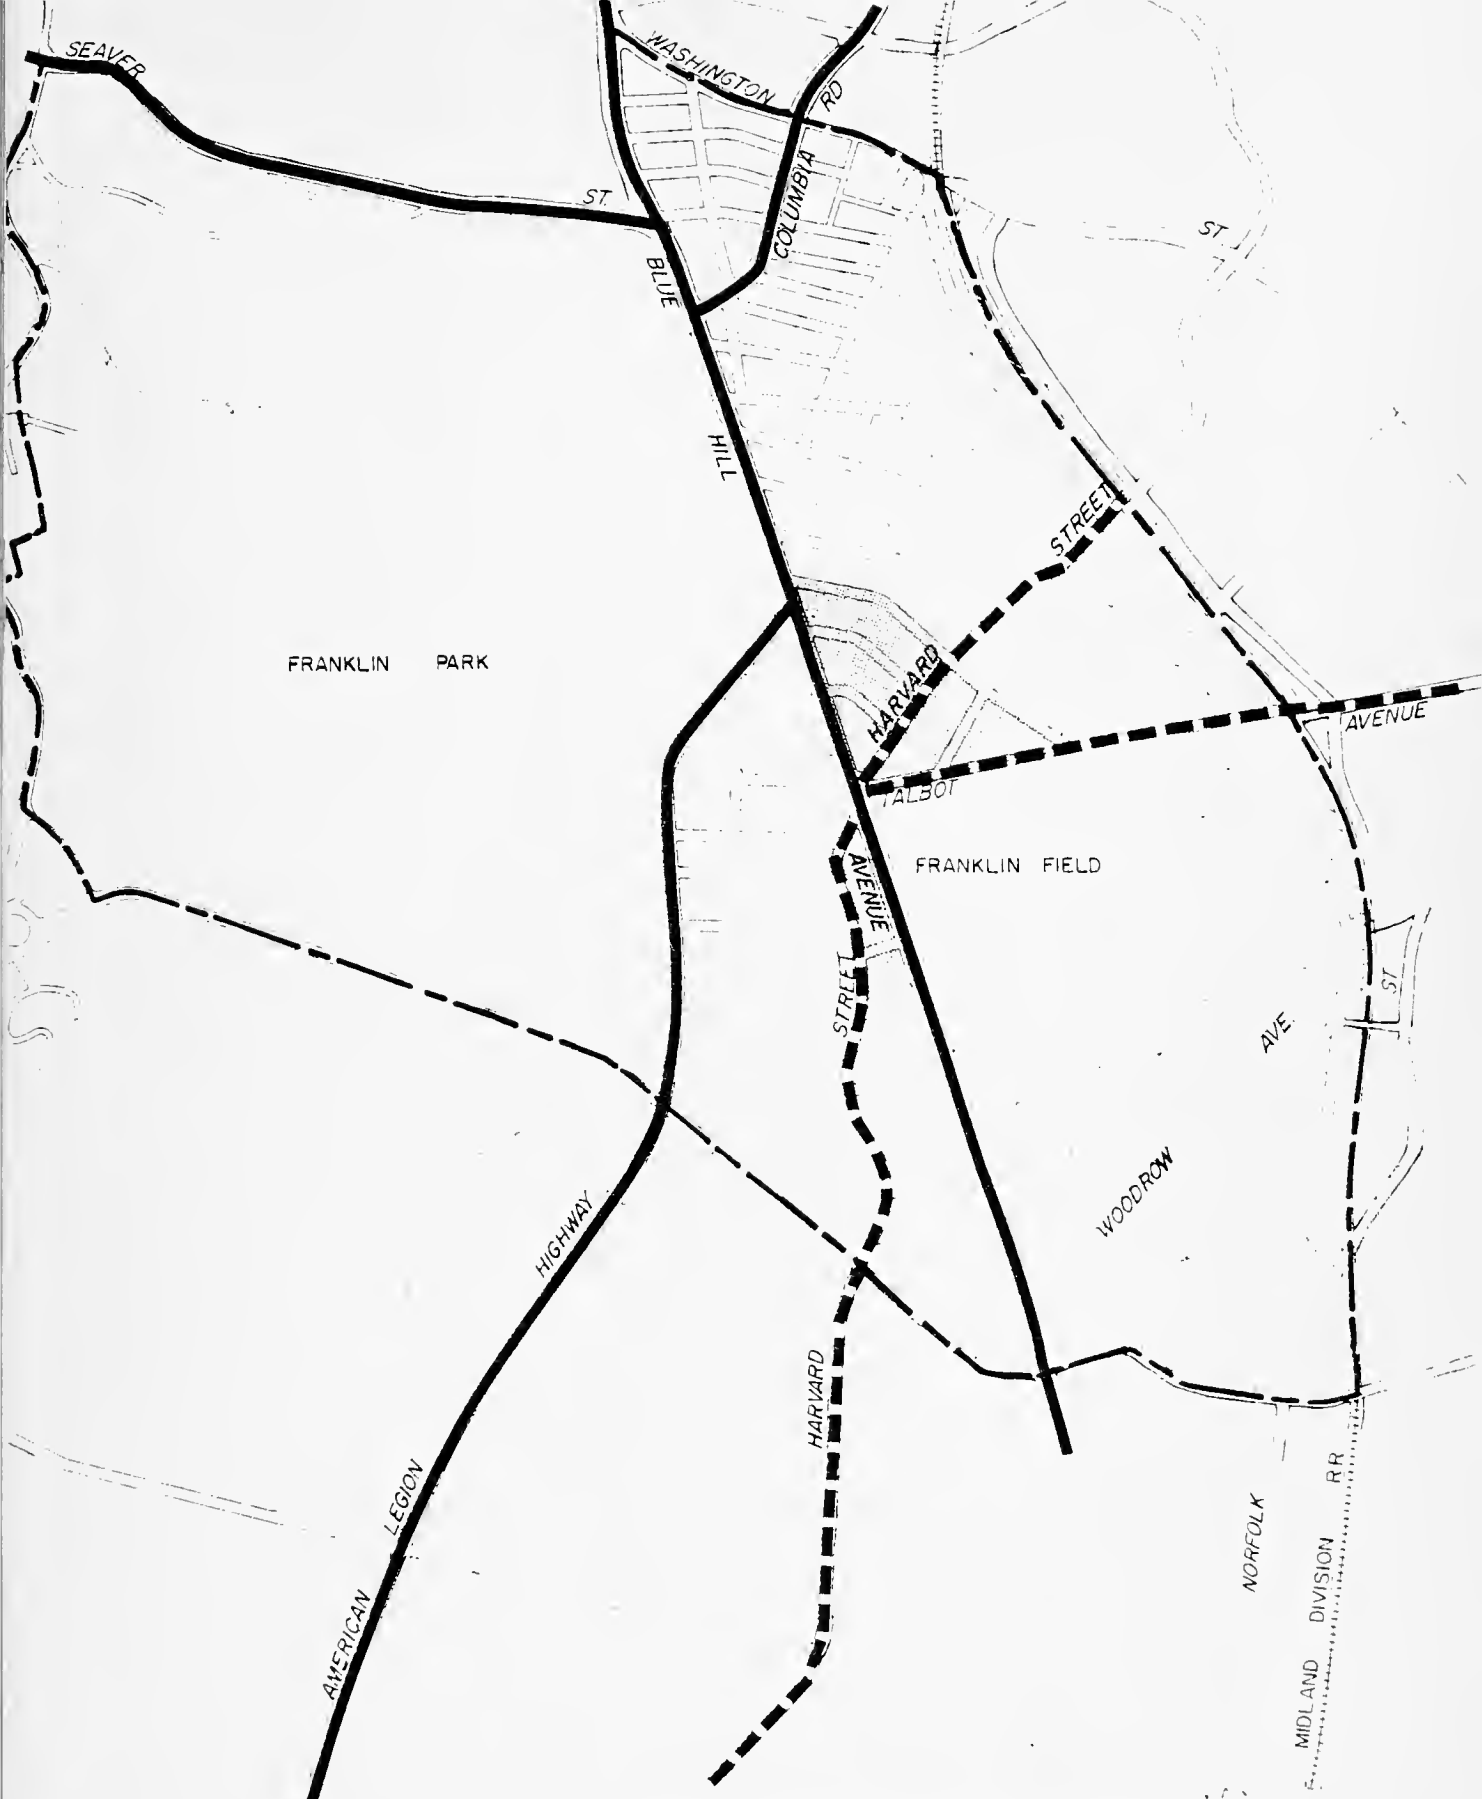 SEAVER
ST.
WASHINGTON
COLUMBIA
RD
ST
BLUE
HILL
AVENUE
HARVARD
STREET
FRANKLIN PARK
TALBOT
AVENUE
FRANKLIN FIELD
STREET
HARVARD
ST
WOODROW
AVE.
AMERICAN
LEGION
HIGHWAY
NORFOLK
MIDLAND DIVISION RR